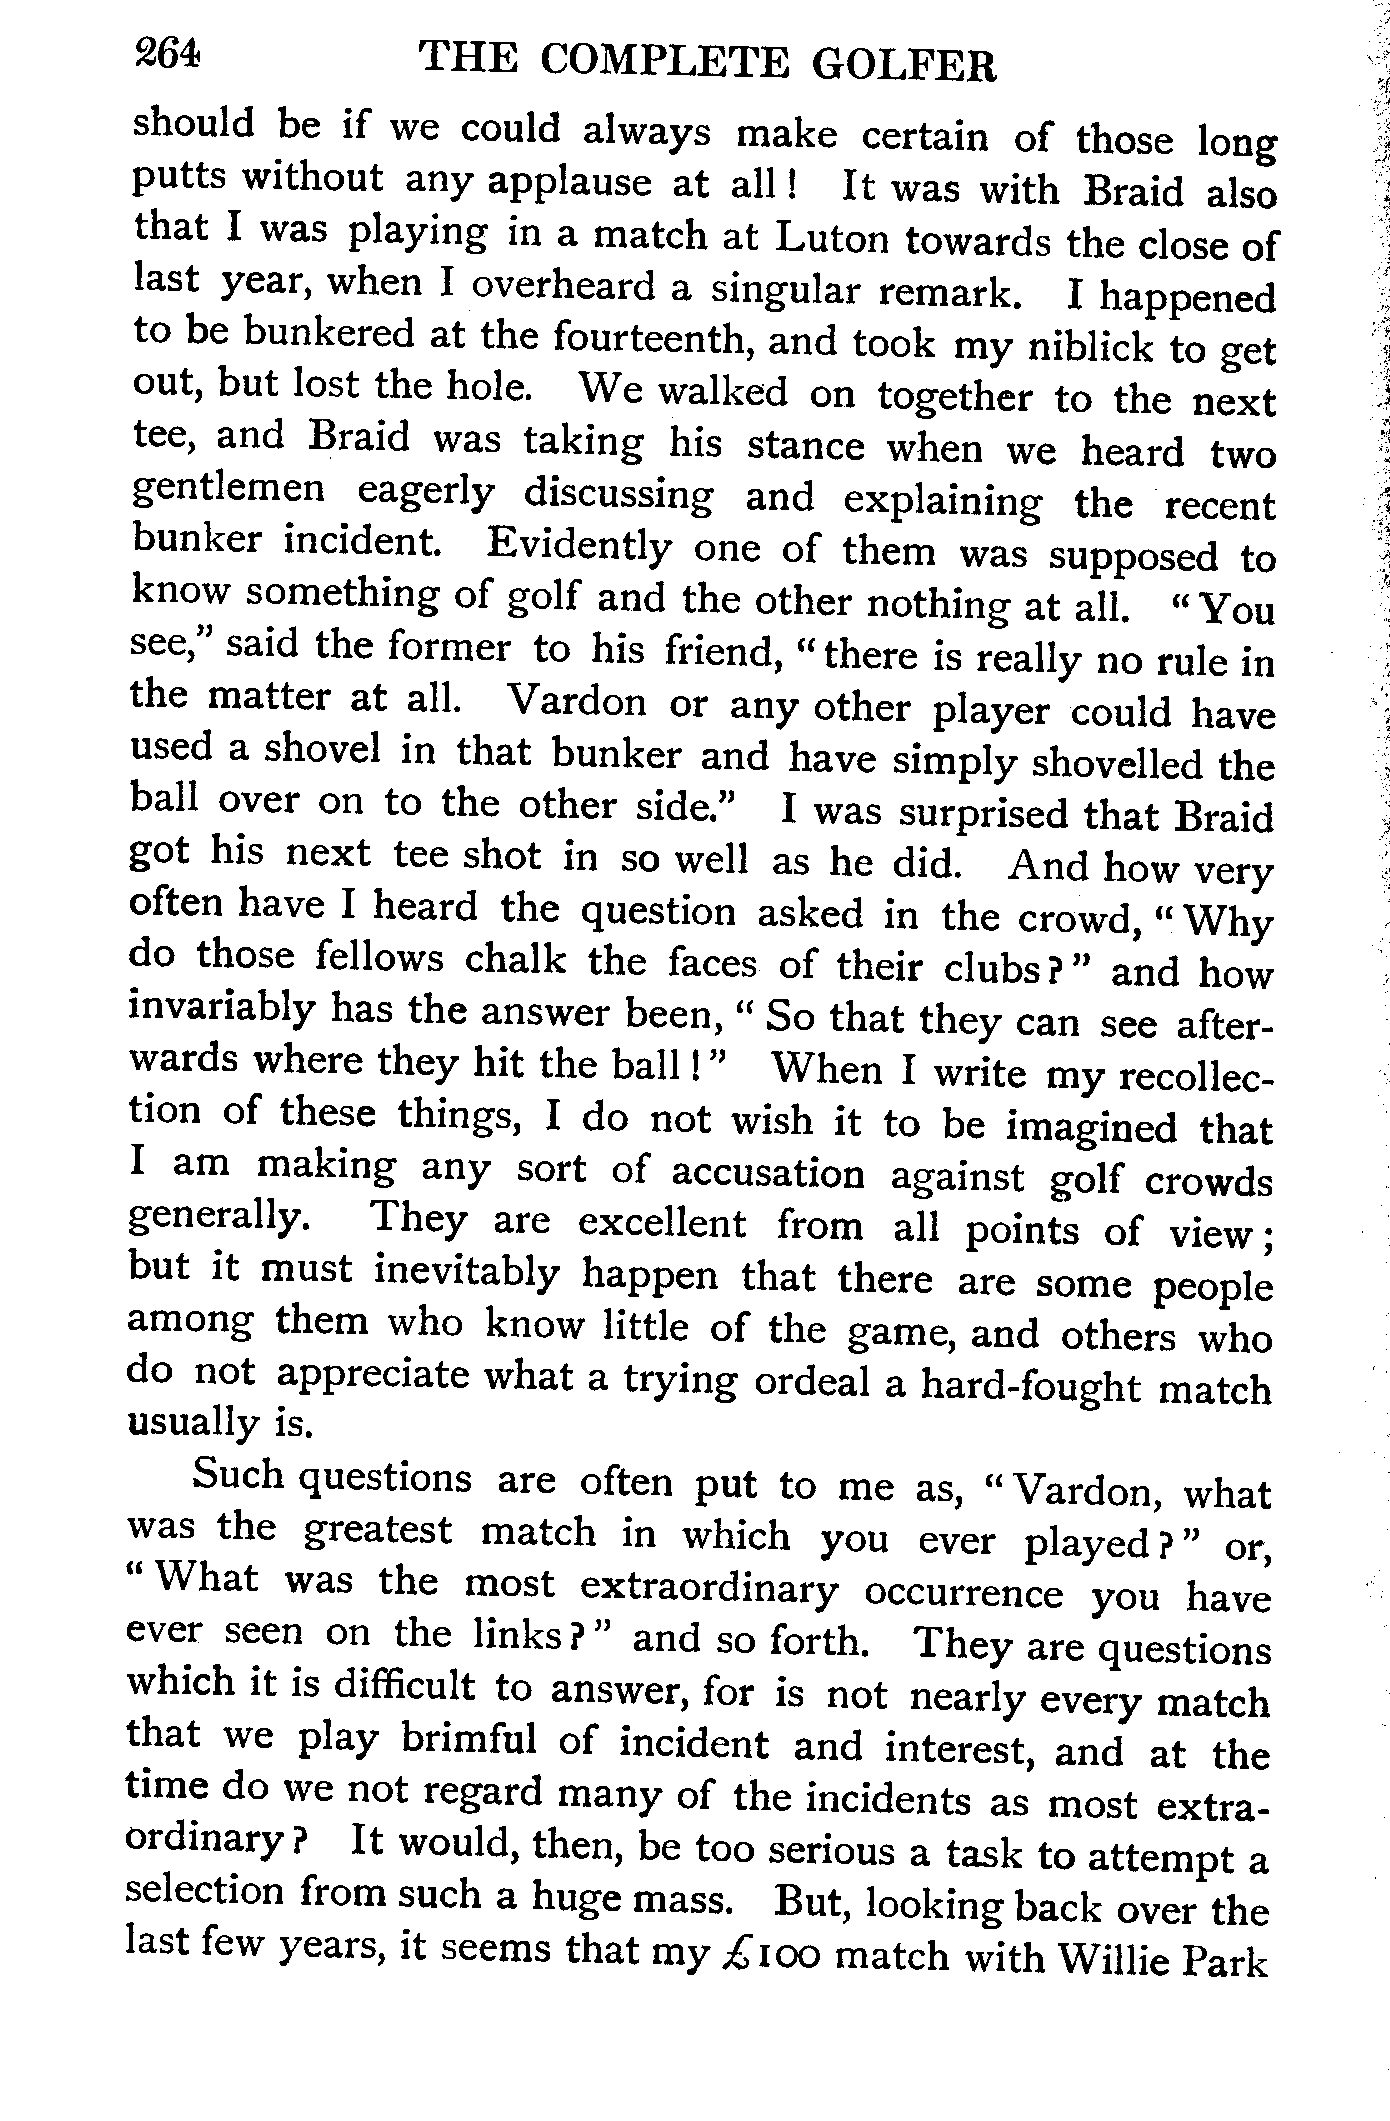 264 THE COMPLETE GOLFER
should be if we could always make certain of those long
putts without any applause at all! It was with Braid also
that I was playing in a match at Luton towards the close of
last year, when I overheard a singular remark. I happened
to be bunkered at the fourteenth, and took my niblick to get
out, but lost the hole. We walked on together to the next
tee, and Braid was taking his stance when we heard two
gentlemen eagerly discussing and explaining the recent
bunker incident. Evidently one of them was supposed to
know something of golf and the other nothing at all. "You
see," said the former to his friend, "there is really no rule in
the matter at all. Vardon or any other player could have
used a shovel in that bunker and have simply shovelled the
ball over on to the other side." I was surprised that Braid
got his next tee shot in so well as he did. And how very
often have I heard the question asked in the crowd, "Why
do those fellows chalk the faces of their clubs?" and how
invariably has the answer been, "So that they can see after-
wards where they hit the ball!" When I write my recollec-
tion of these things, I do not wish it to be imagined that
I am making any sort of accusation against golf crowds
generally. They are excellent from all points of view;
but it must inevitably happen that there are some people
among them who know little of the game, and others who
do not appreciate what a trying ordeal a hard-fought match
usually is.
Such questions are often put to me as, "Vardon, what
was the greatest match in which you ever played?" or,
"What was the most extraordinary occurrence you have
ever seen on the links?" and so forth. They are questions
which it is difficult to answer, for is not nearly every match
that we play brimful of incident and interest, and at the
time do we not regard many of the incidents as most extra-
ordinary? It would, then, be too serious a task to attempt a
selection from such a huge mass. But, looking back over the
last few years, it seems that my £100 match with Willie Park